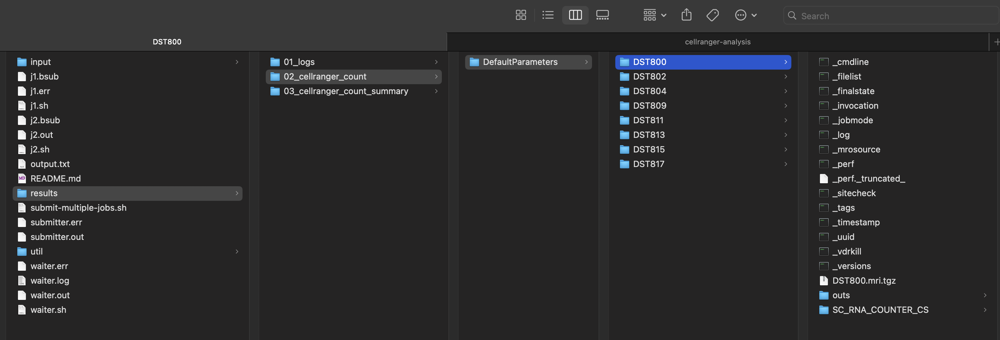 Search
DST800
cellranger-analysis
input
j1.bsub
j1.err
j1.sh
j2.bsub
j2.out
j2.sh
output.txt
README.md
results
submit-multiple-jobs.sh
submitter.err
submitter.out
util
waiter.err
waiter.log
waiter.out
waiter.sh
01_logs
02_cellranger_count
03_cellranger_count_summary
DefaultParameters
DST800
DST802
DST804
DST809
DST811
DST813
DST815
DST817
_cmdline
_filelist
_finalstate
_invocation
_jobmode
_log
_mrosource
_perf
_perf._truncated_
_sitecheck
_tags
_timestamp
_uuid
_vdrkill
_versions
DST800.mri.tgz
outs
SC_RNA_COUNTER_CS